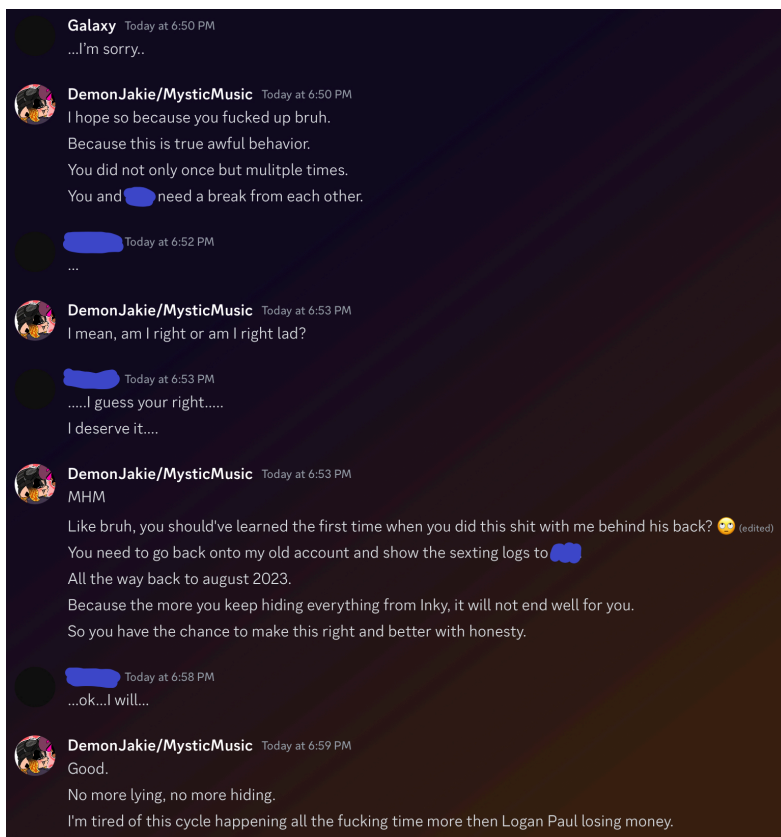 Galaxy Today at 6:50 PM
...I'm sorry..
DemonJakie/MysticMusic Today at 6:50 PM
I hope so because you fucked up bruh.
Because this is true awful behavior.
You did not only once but mulitple times.
You and need a break from each other.
Today at 6:52 PM
...
DemonJakie/MysticMusic Today at 6:53 PM
I mean, am I right or am I right lad?
Today at 6:53 PM
.....I guess your right.....
I deserve it....
DemonJakie/MysticMusic Today at 6:53 PM
MHM
Like bruh, you should've learned the first time when you did this shit with me behind his back? 🙄 (edited)
You need to go back onto my old account and show the sexting logs to
All the way back to august 2023.
Because the more you keep hiding everything from Inky, it will not end well for you.
So you have the chance to make this right and better with honesty.
Today at 6:58 PM
...ok...I will...
DemonJakie/MysticMusic Today at 6:59 PM
Good.
No more lying, no more hiding.
I'm tired of this cycle happening all the fucking time more then Logan Paul losing money.